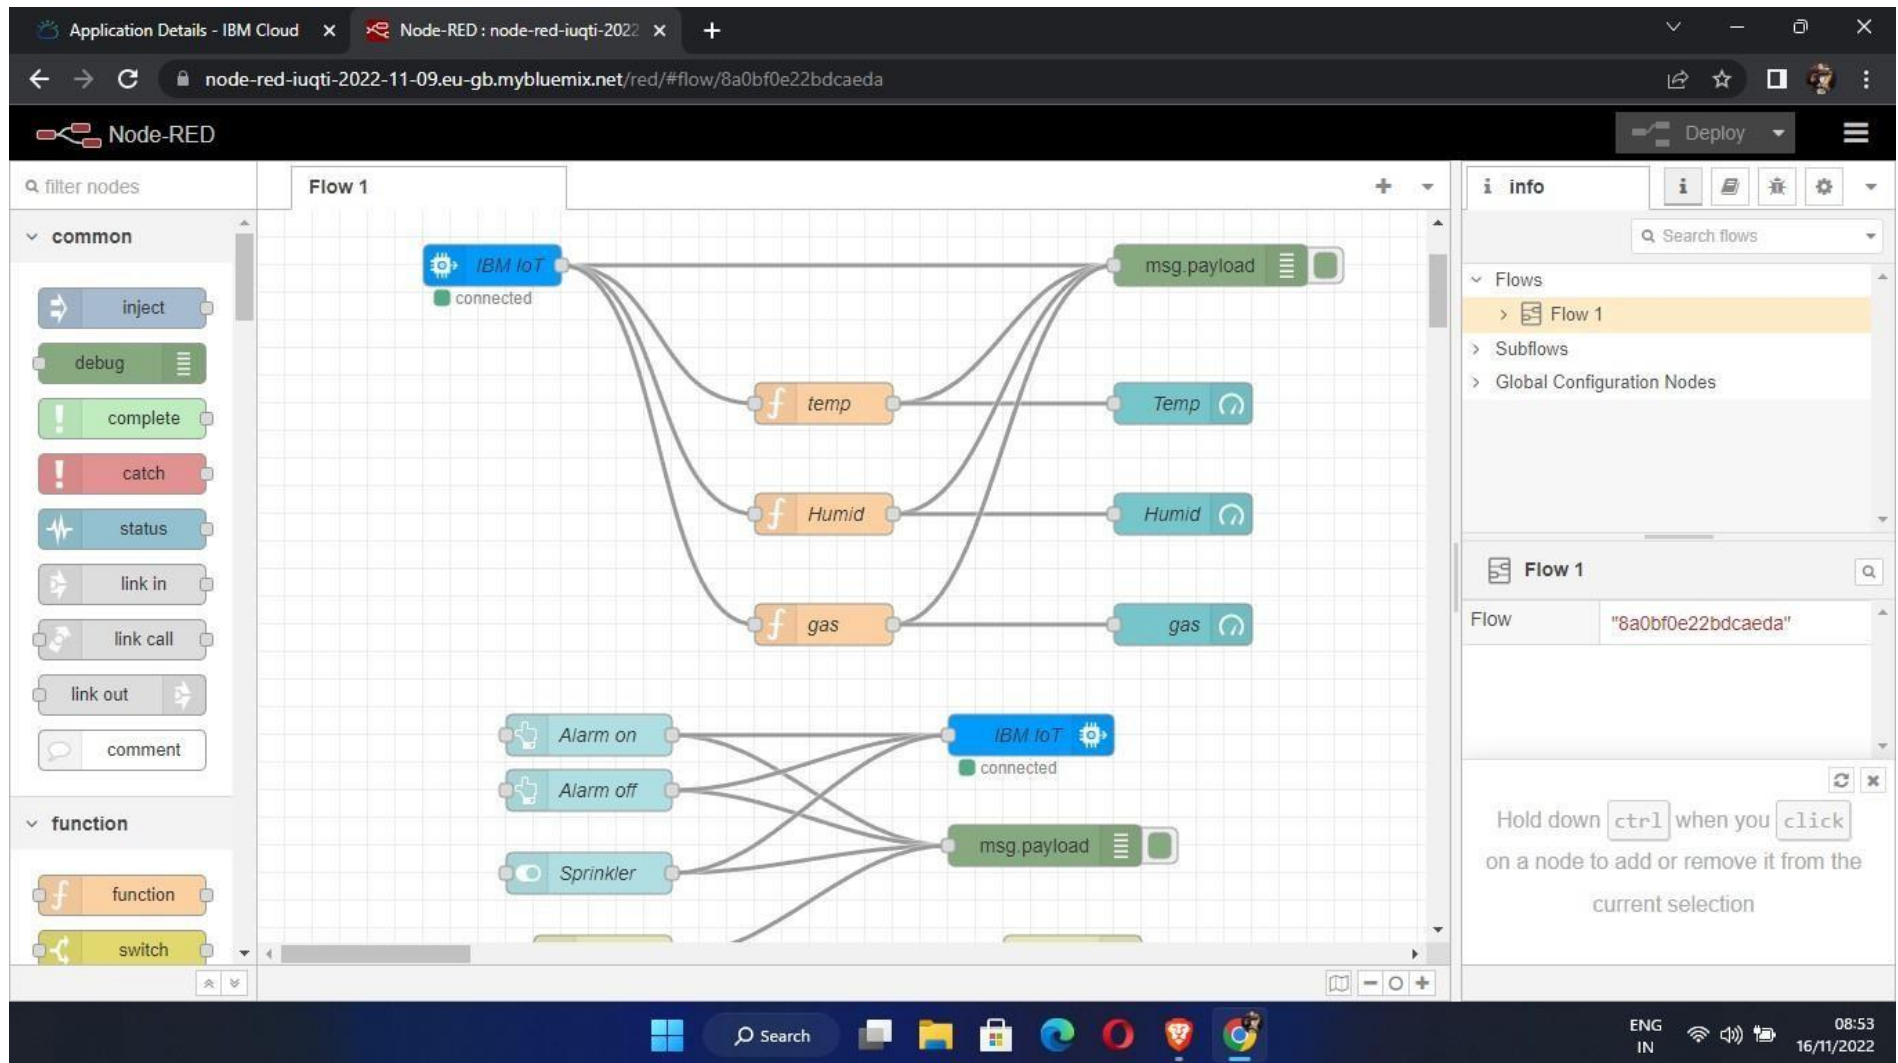 Application Details - IBM Cloud
Node-RED : node-red-iuqti-2022
node-red-iuqti-2022-11-09.eu-gb.mybluemix.net/red/#flow/8a0bf0e22bdcaeda
Node-RED
Deploy
filter nodes
Flow 1
i info
i
common
Search flows
IBM IoT
connected
msg.payload
Flows
Flow 1
Subflows
Global Configuration Nodes
inject
debug
complete
catch
status
link in
link call
link out
comment
temp
Temp
Humid
Humid
gas
gas
Flow 1
Flow
"8a0bf0e22bdcaeda"
Alarm on
IBM IoT
connected
Alarm off
msg.payload
Sprinkler
function
function
switch
Hold down ctrl when you click
on a node to add or remove it from the
current selection
Search
ENG
IN
08:53
16/11/2022